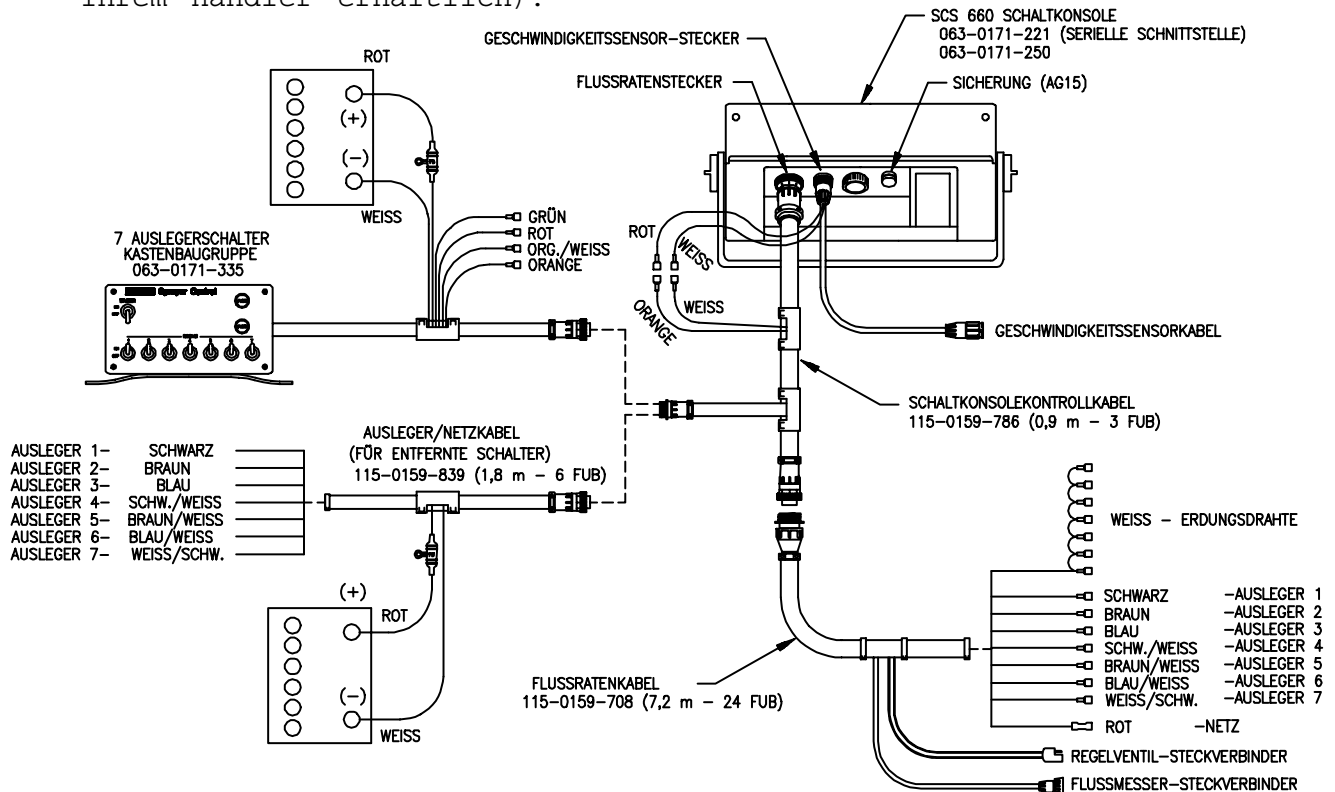 Ihrem Händler erhältlich).
SCS 660 SCHALTKONSOLE
063-0171-221 (SERIELLE SCHNITTSTELLE)
063-0171-250
GESCHWINDIGKEITSSENSOR-STECKER
FLUSSRATENSTECKER
SICHERUNG (AG15)
ROT
(+)
(-)
WEISS
GRÜN
ROT
ORG./WEISS
ORANGE
7 AUSLEGERSCHALTER
KASTENBAUGRUPPE
063-0171-335
Sprayer Control
ROT
WEISS
ORANGE
WEISS
GESCHWINDIGKEITSSENSORKABEL
SCHALTKONSOLEKONTROLLKABEL
115-0159-786 (0,9 m - 3 FUB)
AUSLEGER/NETZKABEL
(FÜR ENTFERNTE SCHALTER)
115-0159-839 (1,8 m - 6 FUB)
AUSLEGER 1- SCHWARZ
AUSLEGER 2- BRAUN
AUSLEGER 3- BLAU
AUSLEGER 4- SCHW./WEISS
AUSLEGER 5- BRAUN/WEISS
AUSLEGER 6- BLAU/WEISS
AUSLEGER 7- WEISS/SCHW.
(+)
ROT
(-)
WEISS
WEISS - ERDUNGSDRAHTE
SCHWARZ -AUSLEGER 1
BRAUN -AUSLEGER 2
BLAU -AUSLEGER 3
SCHW./WEISS -AUSLEGER 4
BRAUN/WEISS -AUSLEGER 5
BLAU/WEISS -AUSLEGER 6
WEISS/SCHW. -AUSLEGER 7
ROT -NETZ
FLUSSRATENKABEL
115-0159-708 (7,2 m - 24 FUB)
REGELVENTIL-STECKVERBINDER
FLUSSMESSER-STECKVERBINDER